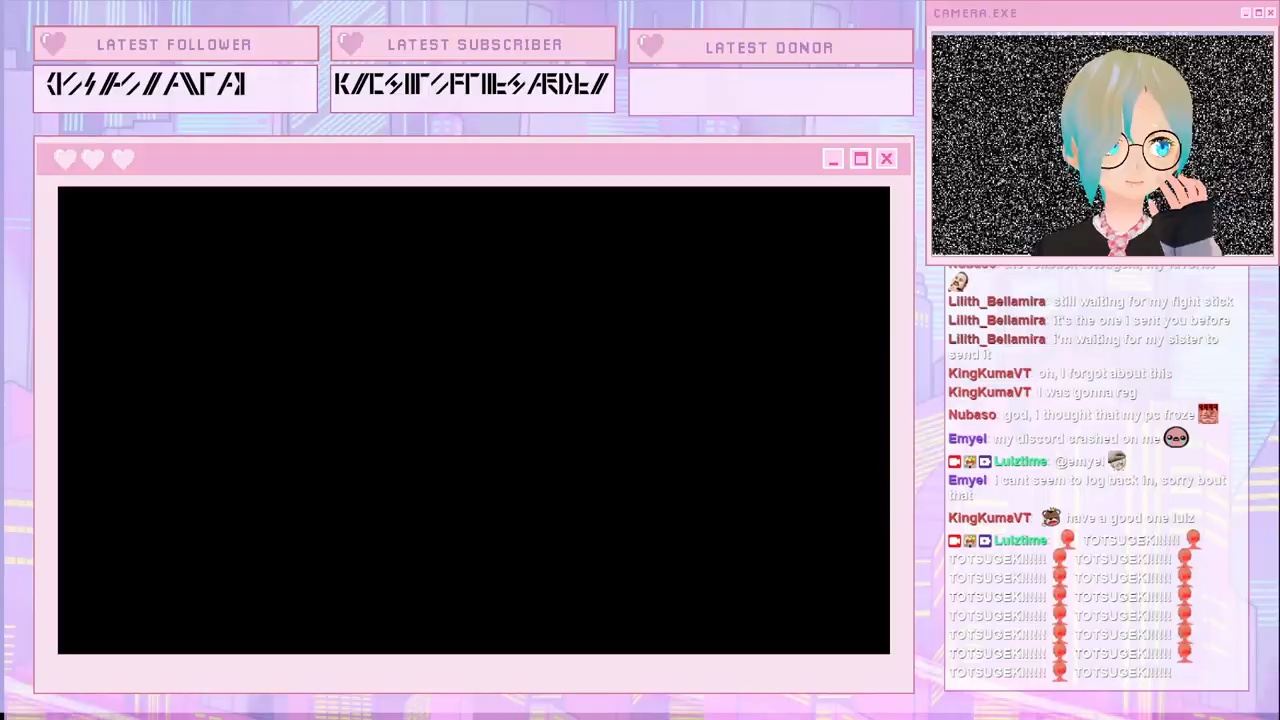 CAMERA.EXE
LATEST FOLLOWER
LATEST SUBSCRIBER
LATEST DONOR
Lilith_Bellamira: still waiting for my fight stick
Lilith_Bellamira: it's the one i sent you before
Lilith_Bellamira: i'm waiting for my sister to
send it
KingKumaVT: oh, I forgot about this
KingKumaVT: I was gonna reg
Nubaso: god, i thought that my pc froze
Emyel: my discord crashed on me
Luiztime: @emyel
Emyel: i cant seem to log back in, sorry bout
that
KingKumaVT: have a good one luiz
Luiztime: TOTSUGEKI!!!!!
TOTSUGEKI!!!!! TOTSUGEKI!!!!!
TOTSUGEKI!!!!! TOTSUGEKI!!!!!
TOTSUGEKI!!!!! TOTSUGEKI!!!!!
TOTSUGEKI!!!!! TOTSUGEKI!!!!!
TOTSUGEKI!!!!! TOTSUGEKI!!!!!
TOTSUGEKI!!!!! TOTSUGEKI!!!!!
TOTSUGEKI!!!!! TOTSUGEKI!!!!!